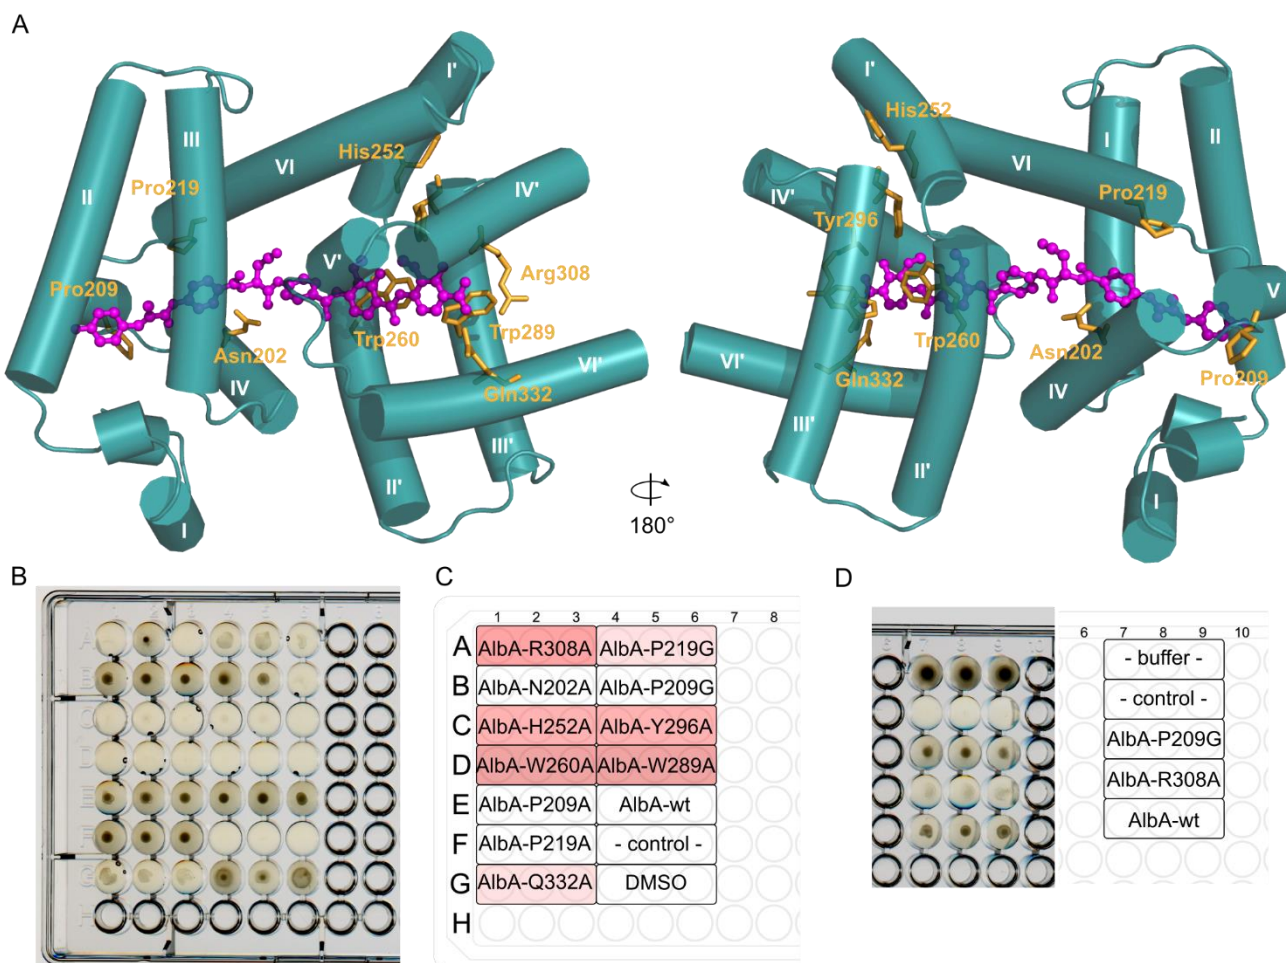 A
I'
III
II
VI
His252
IV'
Pro219
V'
Arg308
Pro209
Trp260
Trp289
Asn202
VI'
IV
Gln332
III'
II'
I
180°
I'
His252
I
II
VI
IV'
Pro219
Tyr296
V
Trp260
Asn202
VI'
Gln332
IV
Pro209
III'
II'
I
B
C
1 2 3 4 5 6 7 8
A AlbA-R308A AlbA-P219G
B AlbA-N202A AlbA-P209G
C AlbA-H252A AlbA-Y296A
D AlbA-W260A AlbA-W289A
E AlbA-P209A AlbA-wt
F AlbA-P219A - control -
G AlbA-Q332A DMSO
H
D
6 7 8 9 10
- buffer -
- control -
AlbA-P209G
AlbA-R308A
AlbA-wt